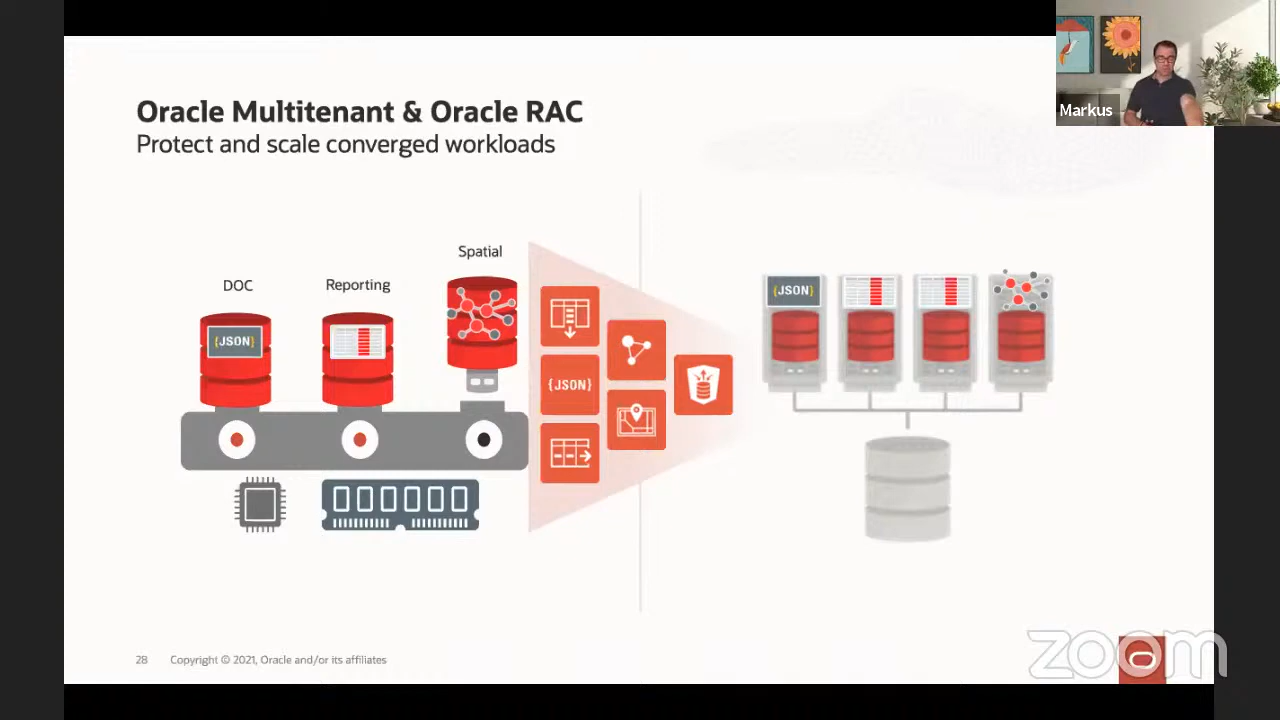 Markus
Oracle Multitenant & Oracle RAC
Protect and scale converged workloads
Spatial
DOC
Reporting
{JSON}
{JSON}
{JSON}
28 Copyright © 2021, Oracle and/or its affiliates
zoom